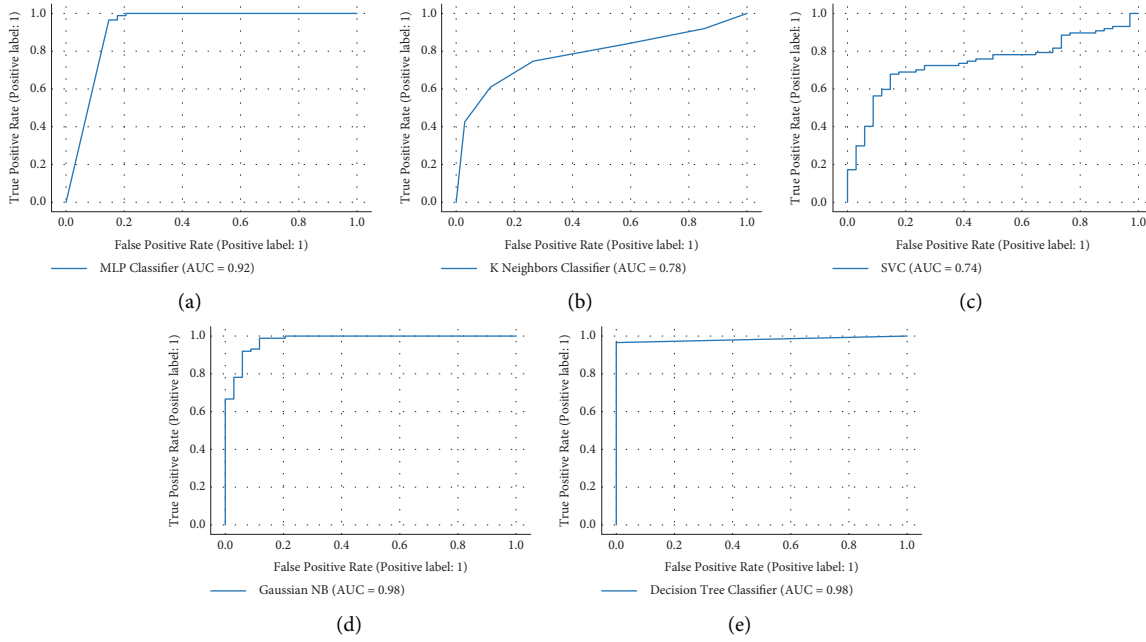 True Positive Rate (Positive label: 1)
1.0
0.8
0.6
0.4
0.2
0.0
0.0 0.2 0.4 0.6 0.8 1.0
False Positive Rate (Positive label: 1)
MLP Classifier (AUC = 0.92)
(a)
True Positive Rate (Positive label: 1)
1.0
0.8
0.6
0.4
0.2
0.0
0.0 0.2 0.4 0.6 0.8 1.0
False Positive Rate (Positive label: 1)
K Neighbors Classifier (AUC = 0.78)
(b)
True Positive Rate (Positive label: 1)
1.0
0.8
0.6
0.4
0.2
0.0
0.0 0.2 0.4 0.6 0.8 1.0
False Positive Rate (Positive label: 1)
SVC (AUC = 0.74)
(c)
True Positive Rate (Positive label: 1)
1.0
0.8
0.6
0.4
0.2
0.0
0.0 0.2 0.4 0.6 0.8 1.0
False Positive Rate (Positive label: 1)
Gaussian NB (AUC = 0.98)
(d)
True Positive Rate (Positive label: 1)
1.0
0.8
0.6
0.4
0.2
0.0
0.0 0.2 0.4 0.6 0.8 1.0
False Positive Rate (Positive label: 1)
Decision Tree Classifier (AUC = 0.98)
(e)